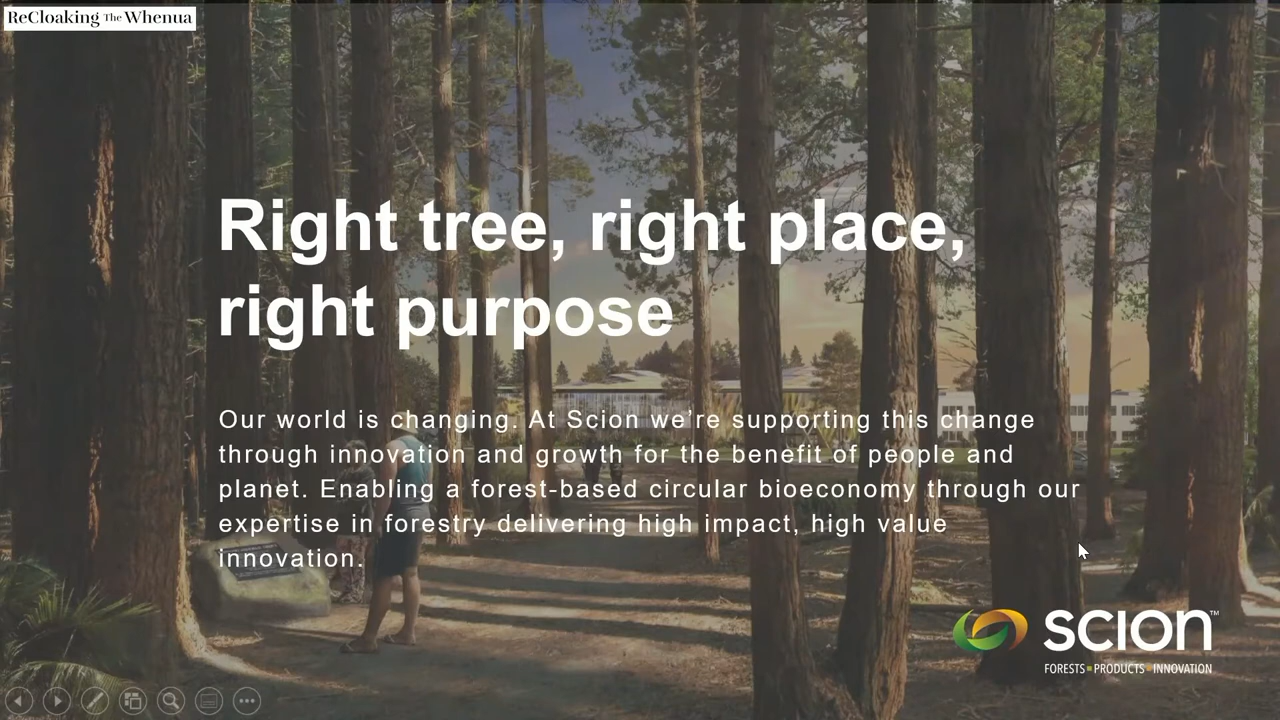 ReCloaking The Whenua
Right tree, right place,
right purpose
Our world is changing. At Scion we're supporting this change
through innovation and growth for the benefit of people and
planet. Enabling a forest-based circular bioeconomy through our
expertise in forestry delivering high impact, high value
innovation.
SCION™
FORESTS▪PRODUCTS▪INNOVATION